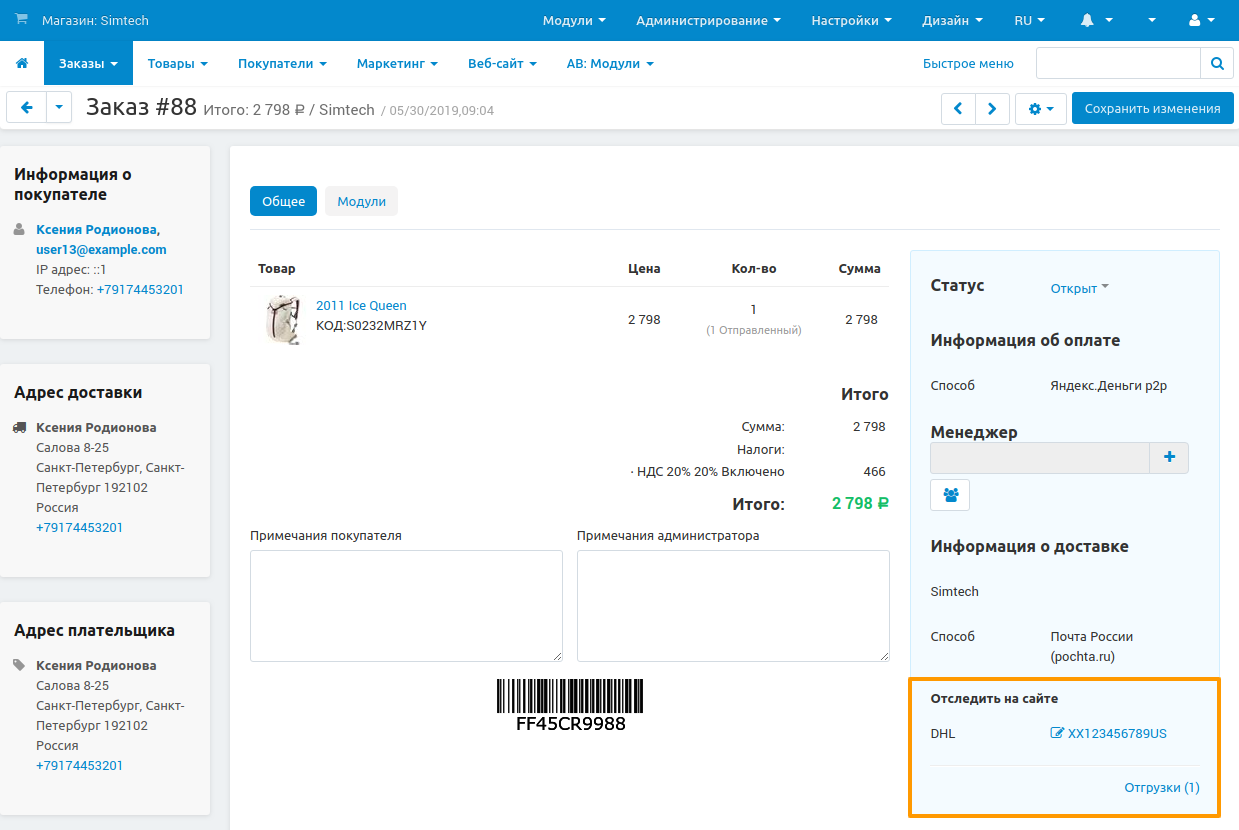 Магазин: Simtech
Модули
Администрирование
Настройки
Дизайн
RU
Заказы
Товары
Покупатели
Маркетинг
Веб-сайт
АВ: Модули
Быстрое меню
Заказ #88 Итого: 2 798 ₽ / Simtech / 05/30/2019,09:04
Сохранить изменения
Информация о
покупателе
Ксения Родионова,
user13@example.com
IP адрес: ::1
Телефон: +79174453201
Адрес доставки
Ксения Родионова
Салова 8-25
Санкт-Петербург, Санкт-
Петербург 192102
Россия
+79174453201
Адрес плательщика
Ксения Родионова
Салова 8-25
Санкт-Петербург, Санкт-
Петербург 192102
Россия
+79174453201
Общее
Модули
Товар Цена Кол-во Сумма
2011 Ice Queen
КОД:S0232MRZ1Y
2 798
1
(1 Отправленный)
2 798
Итого
Сумма: 2 798
Налоги:
· НДС 20% 20% Включено 466
Итого: 2 798 ₽
Примечания покупателя
Примечания администратора
FF45CR9988
Статус Открыт
Информация об оплате
Способ Яндекс.Деньги p2p
Менеджер
Информация о доставке
Simtech
Способ Почта России
(pochta.ru)
Отследить на сайте
DHL XX123456789US
Отгрузки (1)